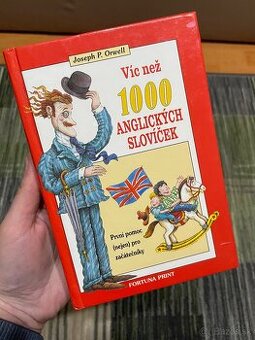 Joseph P. Orwell
Víc než
1000
ANGLICKÝCH
SLOVÍČEK
První pomoc
(nejen) pro
začátečníky
FORTUNA PRINT